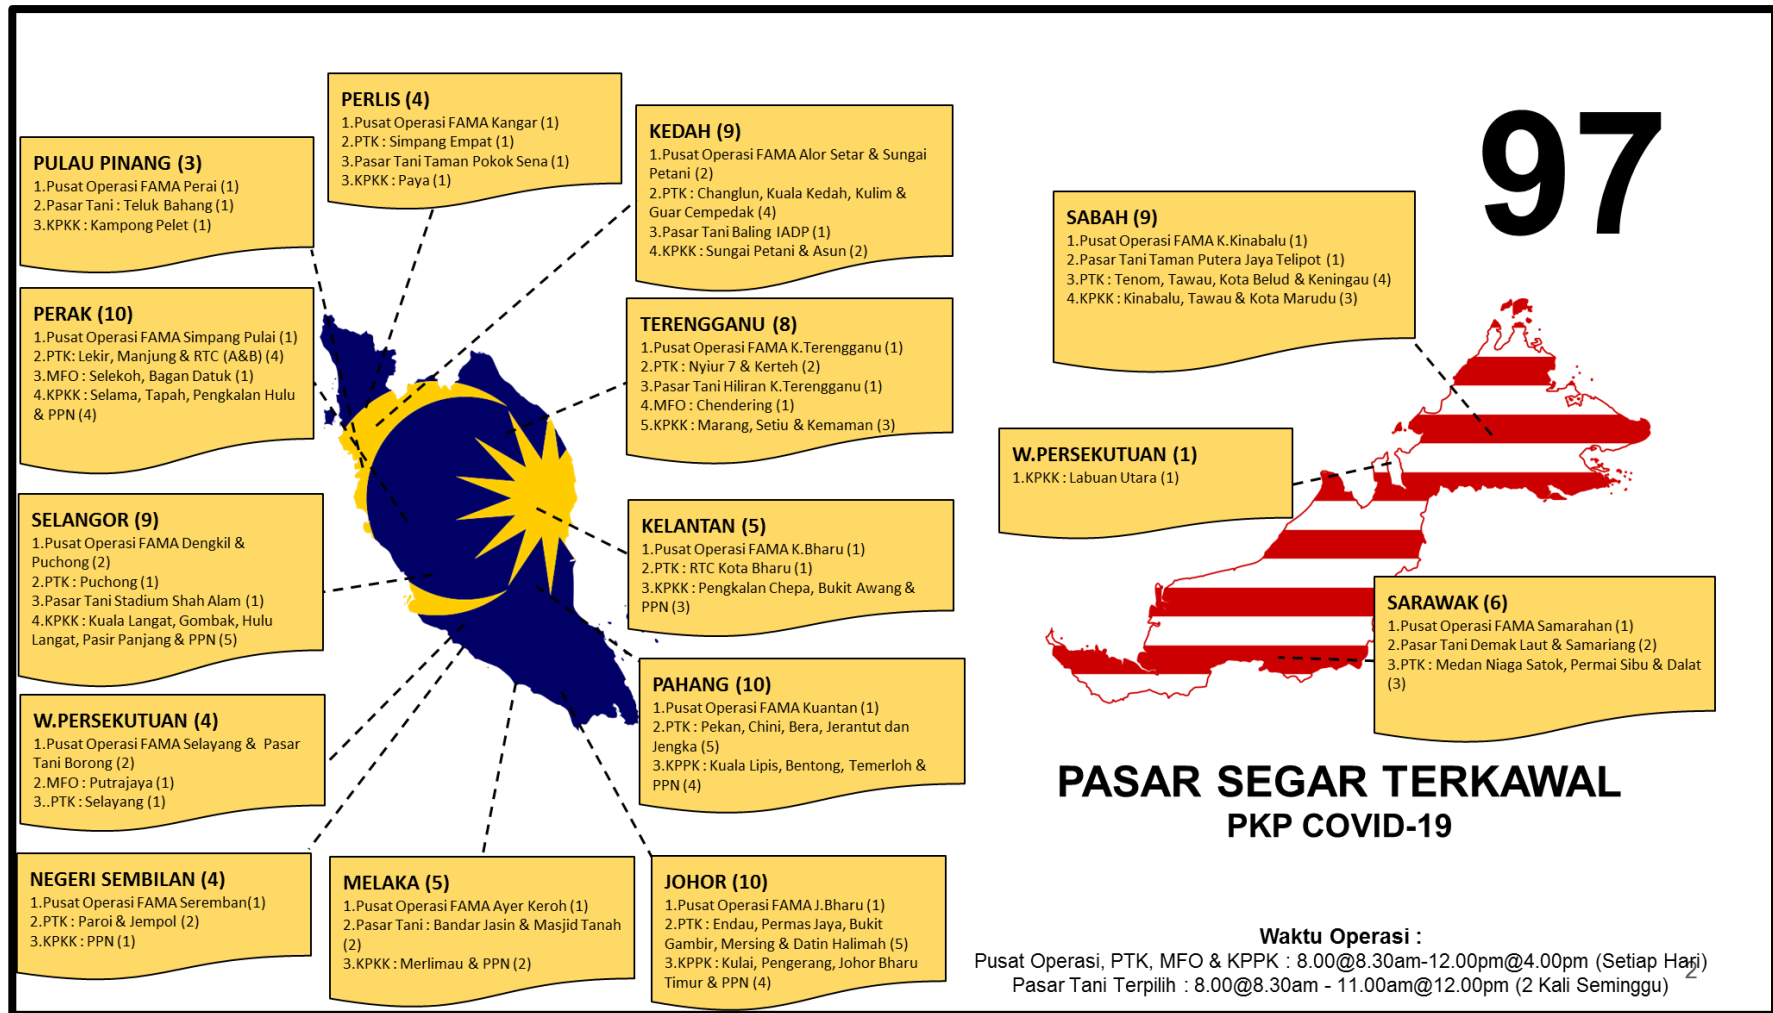 PERLIS (4)
1.Pusat Operasi FAMA Kangar (1)
2.PTK : Simpang Empat (1)
3.Pasar Tani Taman Pokok Sena (1)
3.KPKK : Paya (1)
KEDAH (9)
1.Pusat Operasi FAMA Alor Setar & Sungai
Petani (2)
2.PTK : Changlun, Kuala Kedah, Kulim &
Guar Cempedak (4)
3.Pasar Tani Baling IADP (1)
4.KPKK : Sungai Petani & Asun (2)
PULAU PINANG (3)
1.Pusat Operasi FAMA Perai (1)
2.Pasar Tani : Teluk Bahang (1)
3.KPKK : Kampong Pelet (1)
PERAK (10)
1.Pusat Operasi FAMA Simpang Pulai (1)
2.PTK: Lekir, Manjung & RTC (A&B) (4)
3.MFO : Selekoh, Bagan Datuk (1)
4.KPKK : Selama, Tapah, Pengkalan Hulu
& PPN (4)
TERENGGANU (8)
1.Pusat Operasi FAMA K.Terengganu (1)
2.PTK : Nyiur 7 & Kerteh (2)
3.Pasar Tani Hiliran K.Terengganu (1)
4.MFO : Chendering (1)
5.KPKK : Marang, Setiu & Kemaman (3)
SELANGOR (9)
1.Pusat Operasi FAMA Dengkil &
Puchong (2)
2.PTK : Puchong (1)
3.Pasar Tani Stadium Shah Alam (1)
4.KPKK : Kuala Langat, Gombak, Hulu
Langat, Pasir Panjang & PPN (5)
KELANTAN (5)
1.Pusat Operasi FAMA K.Bharu (1)
2.PTK : RTC Kota Bharu (1)
3.KPKK : Pengkalan Chepa, Bukit Awang &
PPN (3)
W.PERSEKUTUAN (4)
1.Pusat Operasi FAMA Selayang & Pasar
Tani Borong (2)
2.MFO : Putrajaya (1)
3..PTK : Selayang (1)
PAHANG (10)
1.Pusat Operasi FAMA Kuantan (1)
2.PTK : Pekan, Chini, Bera, Jerantut dan
Jengka (5)
3.KPPK : Kuala Lipis, Bentong, Temerloh &
PPN (4)
NEGERI SEMBILAN (4)
1.Pusat Operasi FAMA Seremban(1)
2.PTK : Paroi & Jempol (2)
3.KPKK : PPN (1)
MELAKA (5)
1.Pusat Operasi FAMA Ayer Keroh (1)
2.Pasar Tani : Bandar Jasin & Masjid Tanah
(2)
3.KPKK : Merlimau & PPN (2)
JOHOR (10)
1.Pusat Operasi FAMA J.Bharu (1)
2.PTK : Endau, Permas Jaya, Bukit
Gambir, Mersing & Datin Halimah (5)
3.KPPK : Kulai, Pengerang, Johor Bharu
Timur & PPN (4)
97
SABAH (9)
1.Pusat Operasi FAMA K.Kinabalu (1)
2.Pasar Tani Taman Putera Jaya Telipot (1)
3.PTK : Tenom, Tawau, Kota Belud & Keningau (4)
4.KPKK : Kinabalu, Tawau & Kota Marudu (3)
W.PERSEKUTUAN (1)
1.KPKK : Labuan Utara (1)
SARAWAK (6)
1.Pusat Operasi FAMA Samarahan (1)
2.Pasar Tani Demak Laut & Samariang (2)
3.PTK : Medan Niaga Satok, Permai Sibu & Dalat
(3)
PASAR SEGAR TERKAWAL
PKP COVID-19
Waktu Operasi :
Pusat Operasi, PTK, MFO & KPPK : 8.00@8.30am-12.00pm@4.00pm (Setiap Hari)
Pasar Tani Terpilih : 8.00@8.30am - 11.00am@12.00pm (2 Kali Seminggu)
2